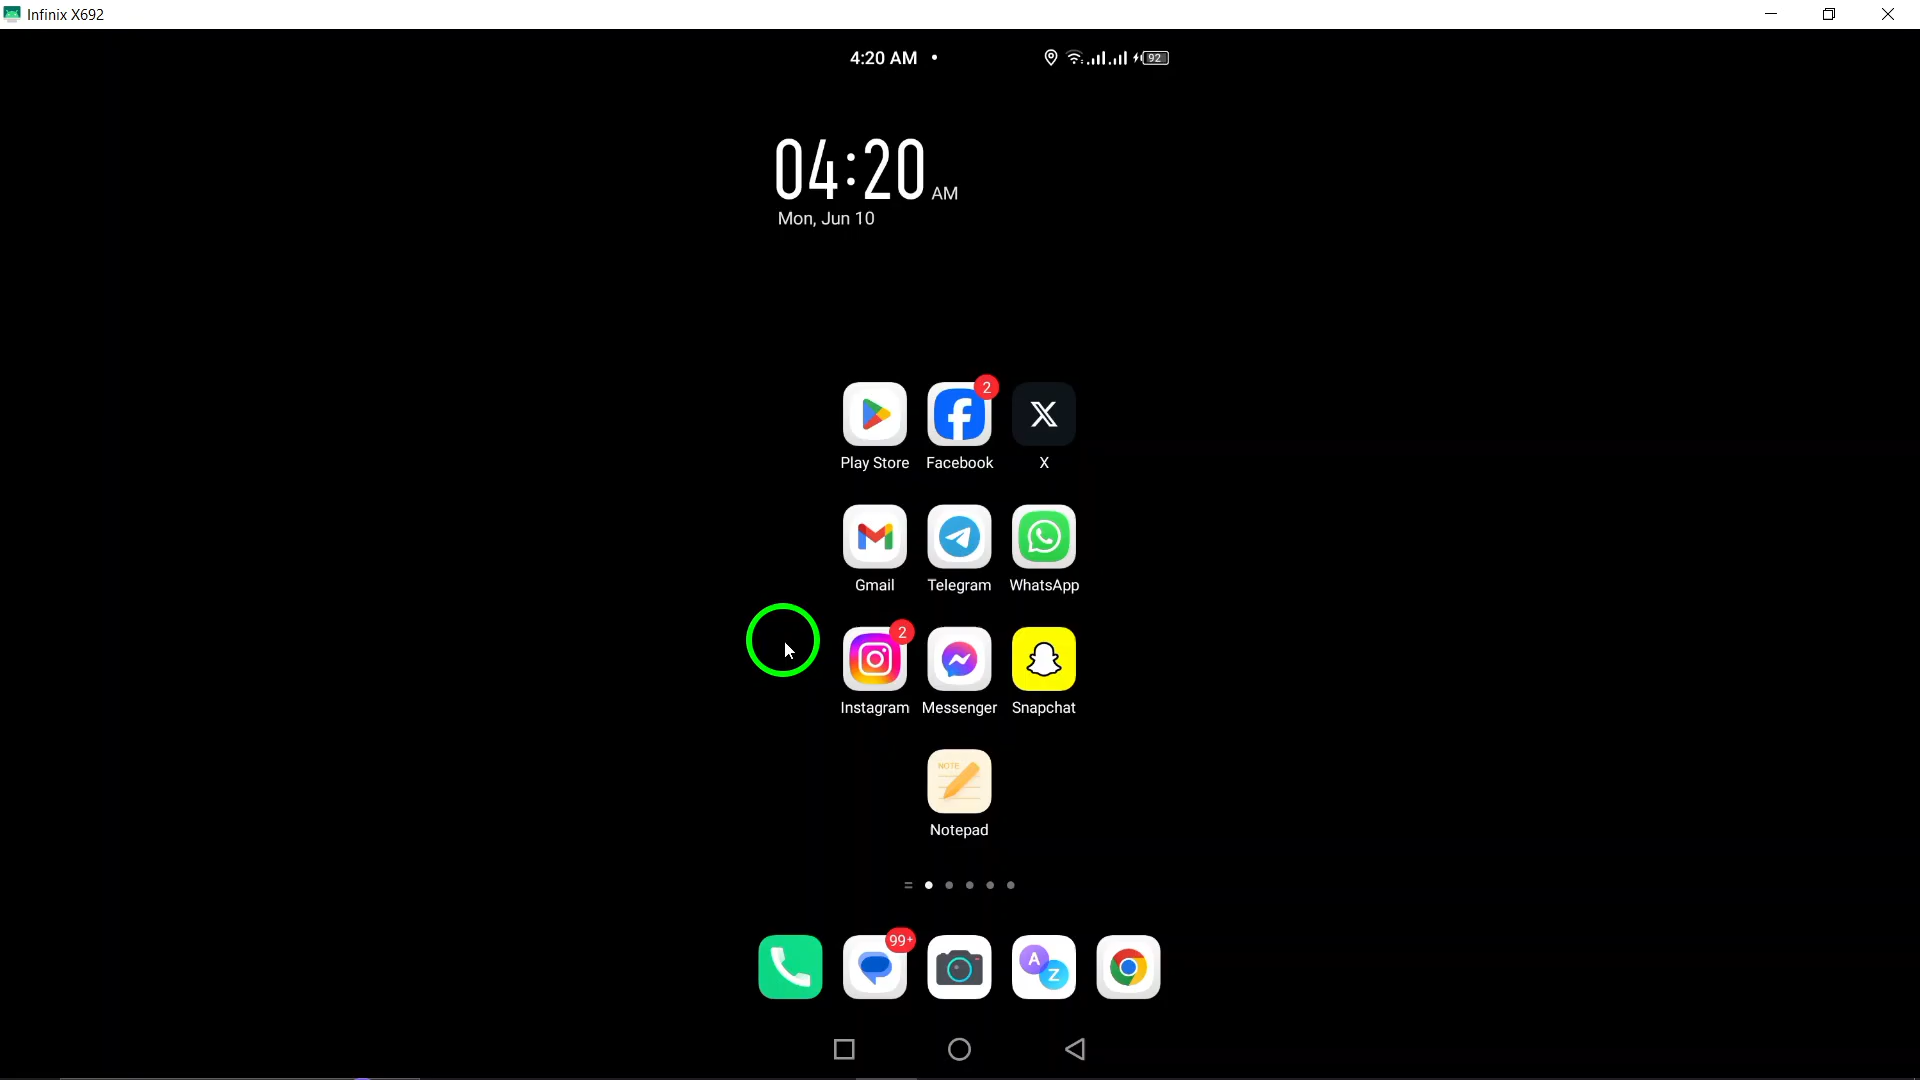 Infinix X692
4:20 AM
92
04:20 AM
Mon, Jun 10
2
X
Play Store Facebook X
Gmail Telegram WhatsApp
2
Instagram Messenger Snapchat
NOTE
Notepad
99+
A
Z